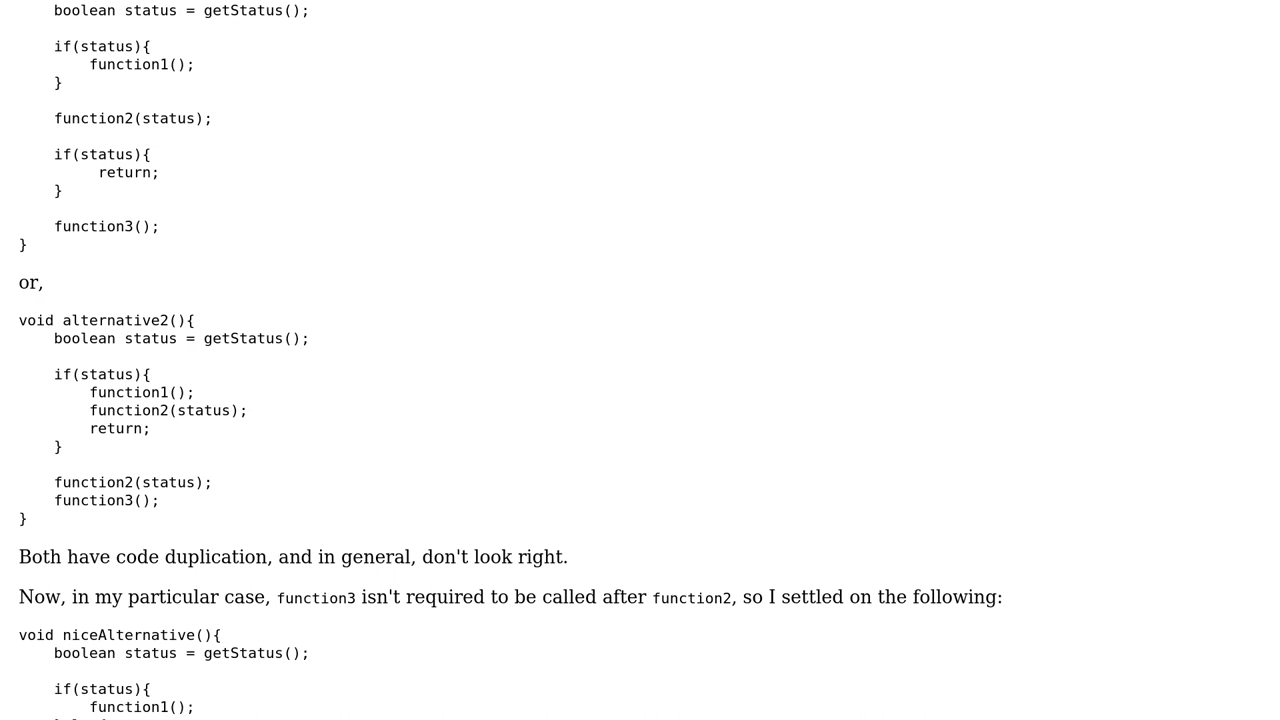 boolean status = getStatus();
if(status){
function1();
}
function2(status);
if(status){
return;
}
function3();
}
or,
void alternative2(){
boolean status = getStatus();
if(status){
function1();
function2(status);
return;
}
function2(status);
function3();
}
Both have code duplication, and in general, don't look right.
Now, in my particular case, function3 isn't required to be called after function2, so I settled on the following:
void niceAlternative(){
boolean status = getStatus();
if(status){
function1();